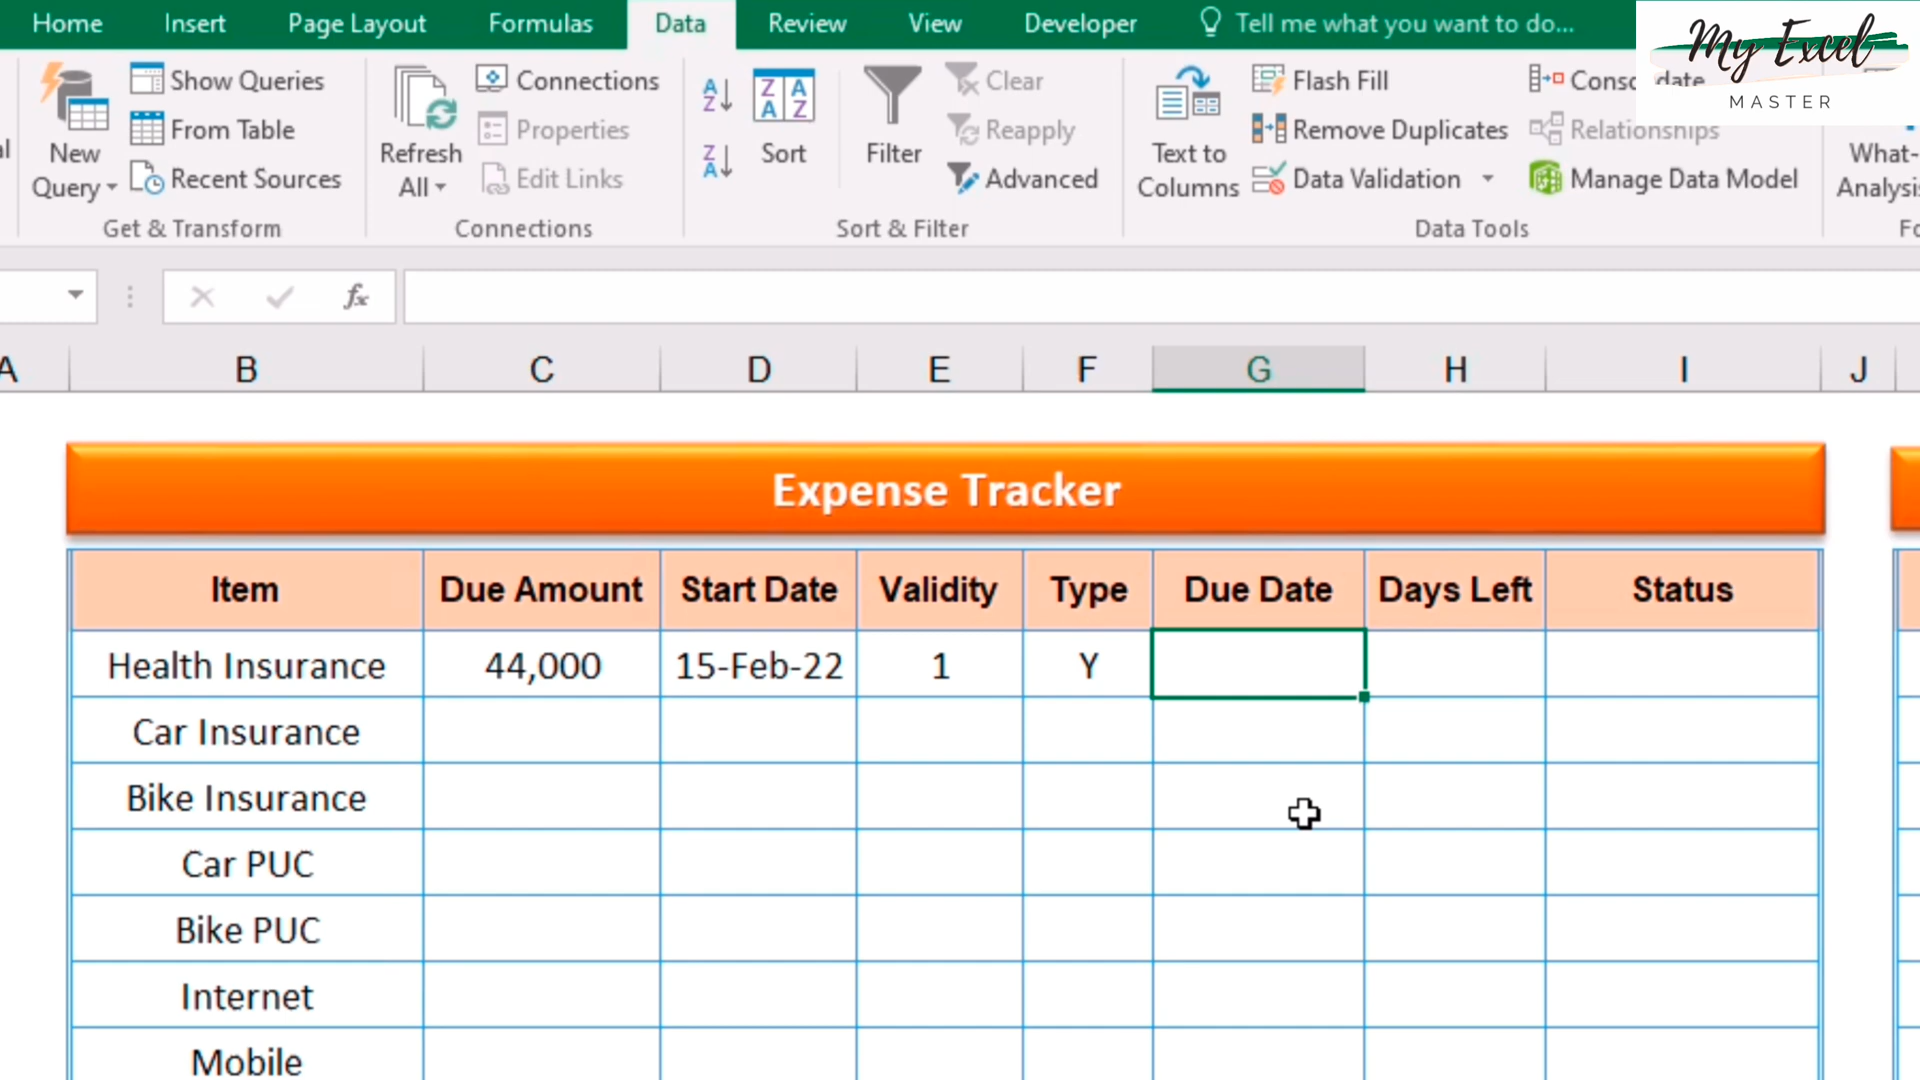 Home Insert Page Layout Formulas Data Review View Developer Tell me what you want to do...
My Excel
MASTER
Show Queries
From Table
Recent Sources
New
Query
Get & Transform
Refresh
All
Connections
Properties
Edit Links
Connections
A
Z
Z
A
Z A
A Z
Sort
Filter
Clear
Reapply
Advanced
Sort & Filter
Text to
Columns
Flash Fill
Remove Duplicates
Data Validation
Relationships
Manage Data Model
Data Tools
What-
fx
A B C D E F G H I J
Expense Tracker
Item Due Amount Start Date Validity Type Due Date Days Left Status
Health Insurance 44,000 15-Feb-22 1 Y
Car Insurance
Bike Insurance
Car PUC
Bike PUC
Internet
Mobile